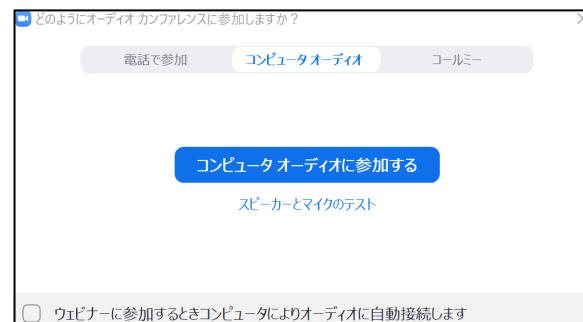 どのようにオーディオ カンファレンスに参加しますか？
電話で参加 コンピュータ オーディオ コールミー
コンピュータ オーディオに参加する
スピーカーとマイクのテスト
ウェビナーに参加するときコンピュータによりオーディオに自動接続します